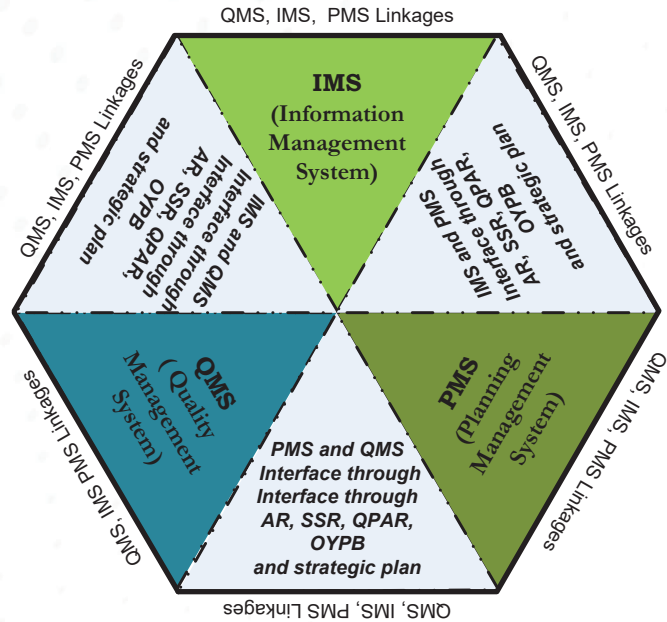 QMS, IMS, PMS Linkages
QMS, IMS, PMS Linkages
QMS, IMS, PMS Linkages
IMS
(Information
Management
System)
IMS and QMS
Interface through
Interface through
AR, SSR, QPAR,
OYPB
and strategic plan
IMS and PMS
Interface through
AR, SSR, QPAR,
OYPB
and strategic plan
QMS
( Quality
Management
System)
PMS
(Planning
Management
System)
PMS and QMS
Interface through
Interface through
AR, SSR, QPAR,
OYPB
and strategic plan
QMS, IMS PMS Linkages
QMS, IMS, PMS Linkages
QMS, IMS, PMS Linkages